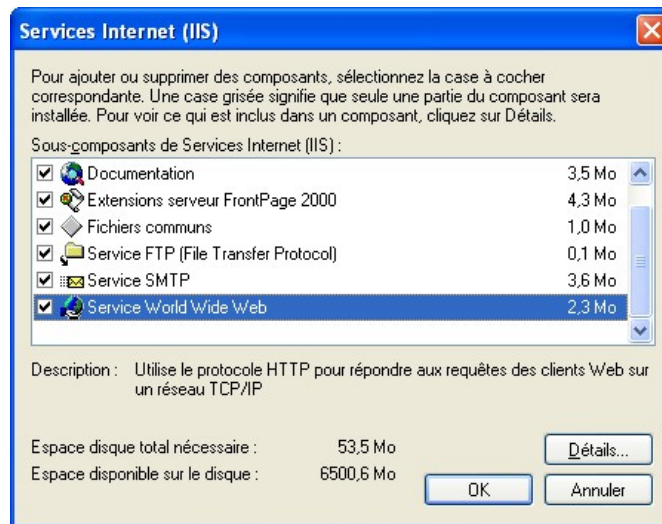 Services Internet (IIS)
Pour ajouter ou supprimer des composants, sélectionnez la case à cocher
correspondante. Une case grisée signifie que seule une partie du composant sera
installée. Pour voir ce qui est inclus dans un composant, cliquez sur Détails.
Sous-composants de Services Internet (IIS) :
Documentation 3,5 Mo
Extensions serveur FrontPage 2000 4,3 Mo
Fichiers communs 1,0 Mo
Service FTP (File Transfer Protocol) 0,1 Mo
Service SMTP 3,6 Mo
Service World Wide Web 2,3 Mo
Description : Utilise le protocole HTTP pour répondre aux requêtes des clients Web sur
un réseau TCP/IP
Espace disque total nécessaire : 53,5 Mo
Détails...
Espace disponible sur le disque : 6500,6 Mo
OK Annuler